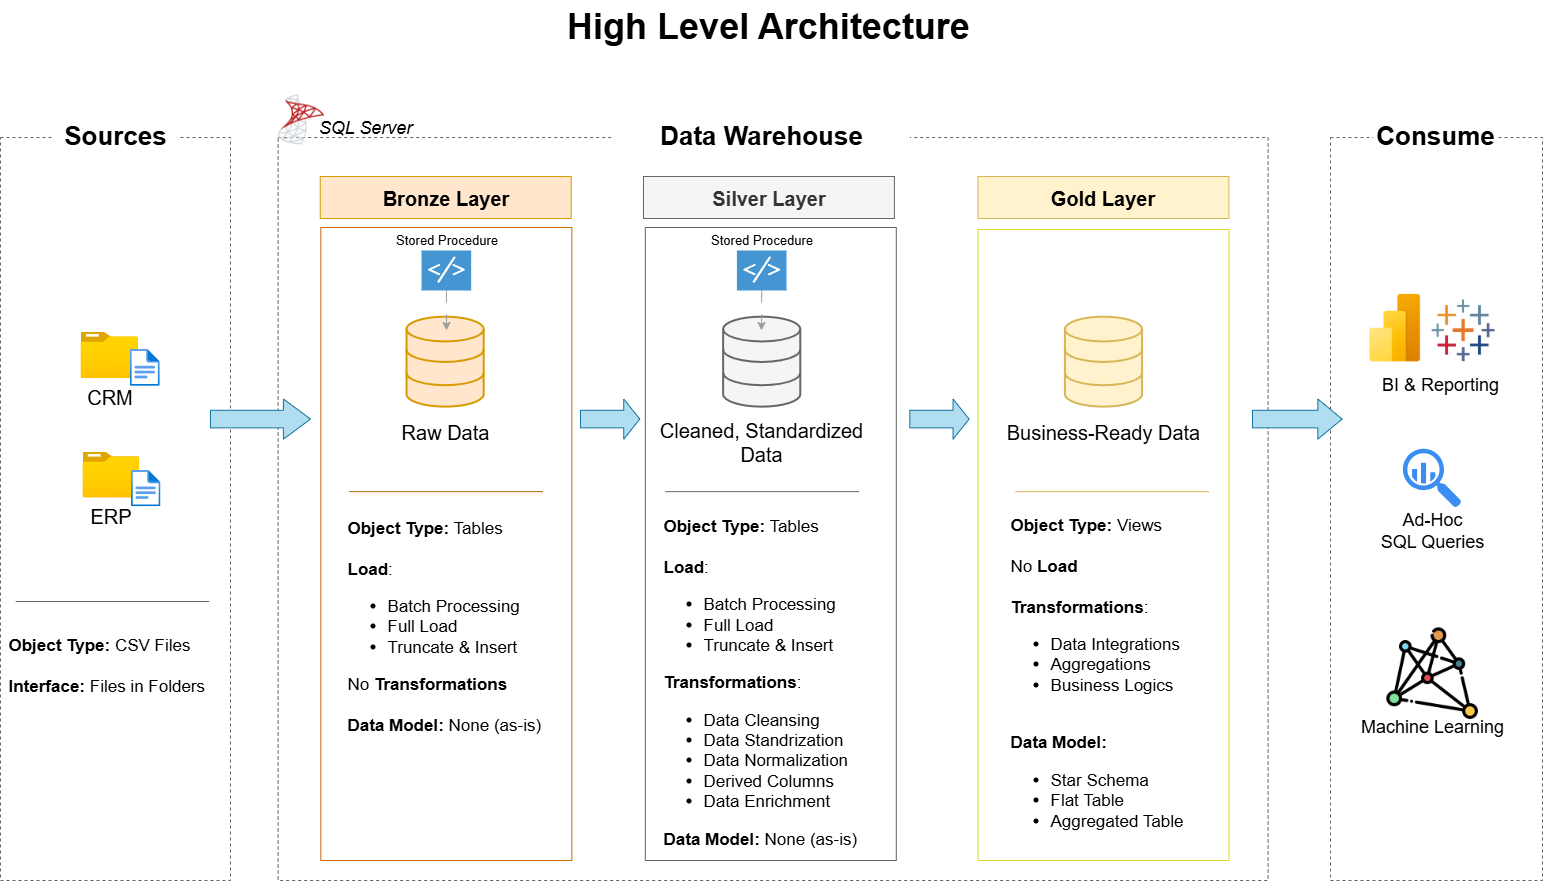 High Level Architecture
Sources
CRM
ERP
Object Type: CSV Files
Interface: Files in Folders
SQL Server
Data Warehouse
Bronze Layer
Stored Procedure
</>
Raw Data
Object Type: Tables
Load:
• Batch Processing
• Full Load
• Truncate & Insert
No Transformations
Data Model: None (as-is)
Silver Layer
Stored Procedure
</>
Cleaned, Standardized
Data
Object Type: Tables
Load:
• Batch Processing
• Full Load
• Truncate & Insert
Transformations:
• Data Cleansing
• Data Standrization
• Data Normalization
• Derived Columns
• Data Enrichment
Data Model: None (as-is)
Gold Layer
Business-Ready Data
Object Type: Views
No Load
Transformations:
• Data Integrations
• Aggregations
• Business Logics
Data Model:
• Star Schema
• Flat Table
• Aggregated Table
Consume
BI & Reporting
Ad-Hoc
SQL Queries
Machine Learning